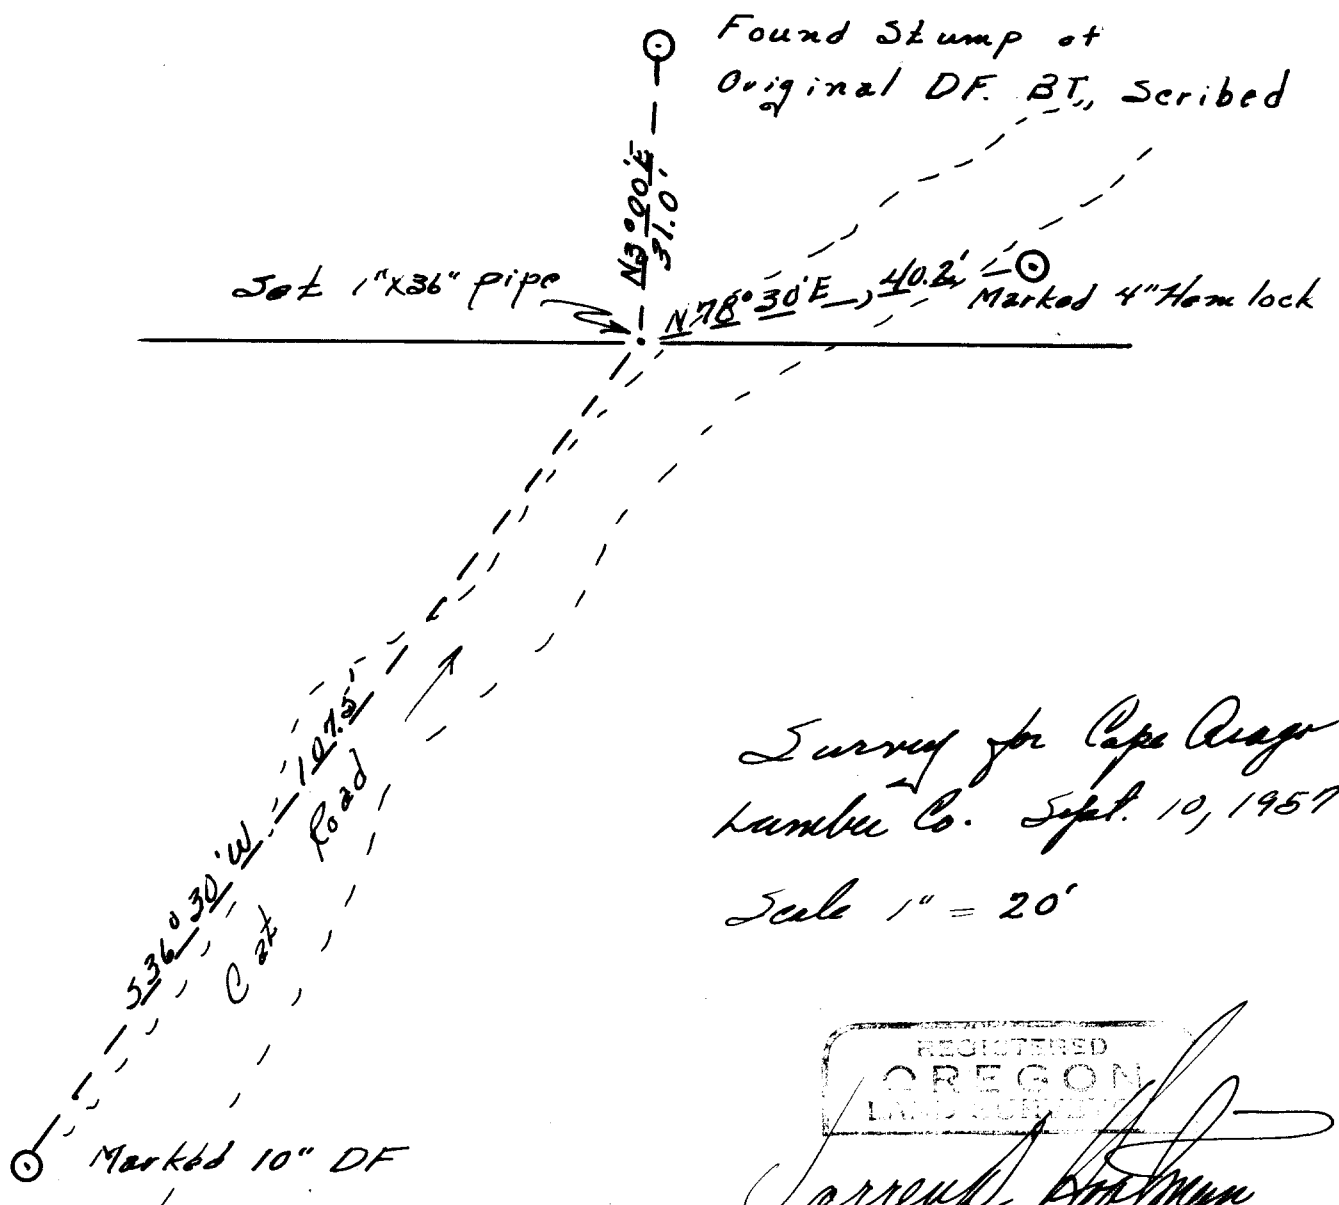 Found Stump of
Original DF. BT., Scribed
N3°00'E
31.0'
Set 1"X36" pipe
N78°30'E, 40.2'
Marked 4" Hemlock
S36°30'W. 107.5'
Cat Road
Survey for Cape Arago
Lumber Co. Sept. 10, 1957
Scale 1" = 20'
REGISTERED
OREGON
LAND SURVEYOR
Marked 10" DF